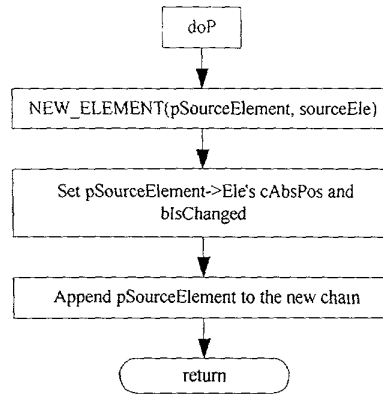 doP
NEW_ELEMENT(pSourceElement, sourceEle)
Set pSourceElement->Ele's cAbsPos and
bIsChanged
Append pSourceElement to the new chain
return